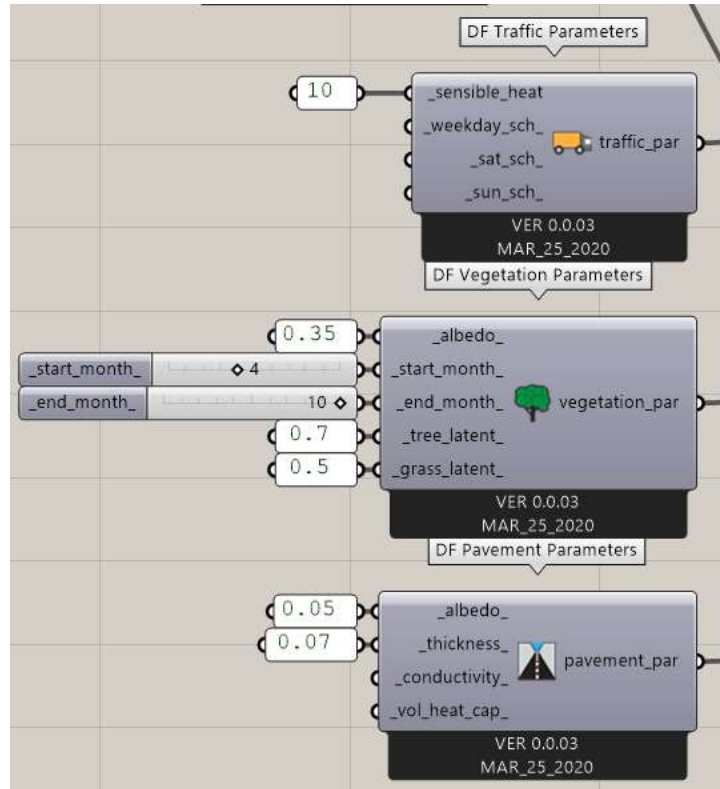 DF Traffic Parameters
10
_sensible_heat
_weekday_sch_
_sat_sch_
_sun_sch_
traffic_par
VER 0.0.03
MAR_25_2020
DF Vegetation Parameters
0.35
_albedo_
_start_month_
4
_start_month_
_end_month_
10
_end_month_
0.7
_tree_latent_
0.5
_grass_latent_
vegetation_par
VER 0.0.03
MAR_25_2020
DF Pavement Parameters
0.05
_albedo_
0.07
_thickness_
_conductivity_
_vol_heat_cap_
pavement_par
VER 0.0.03
MAR_25_2020